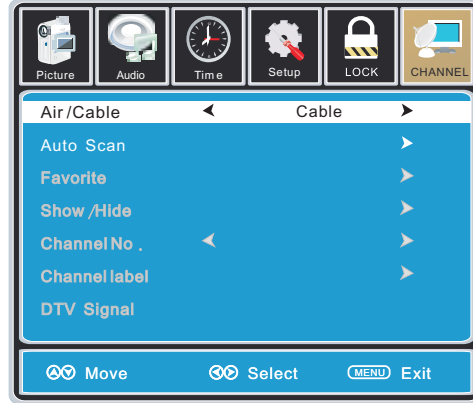 Picture Audio Time Setup LOCK CHANNEL
Air/Cable Cable
Auto Scan
Favorite
Show/Hide
Channel No.
Channel label
DTV Signal
Move Select MENU Exit